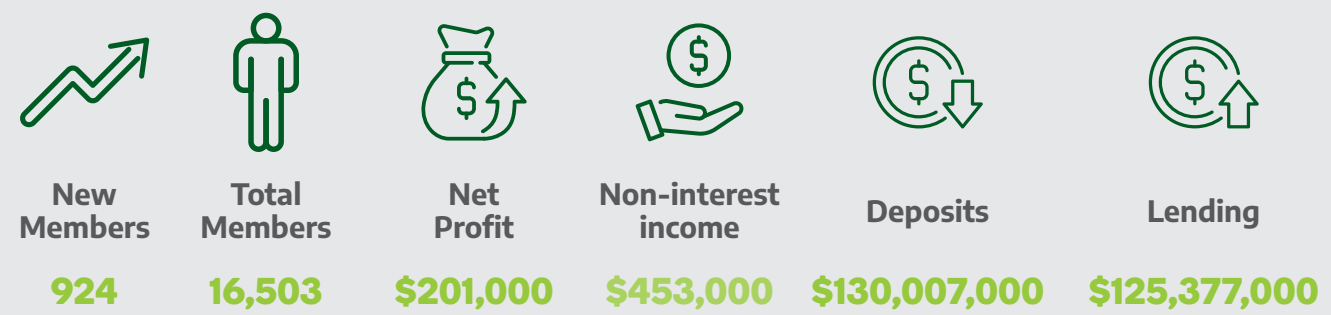 New
Members
924
Total
Members
16,503
Net
Profit
$201,000
Non-interest
income
$453,000
Deposits
$130,007,000
Lending
$125,377,000